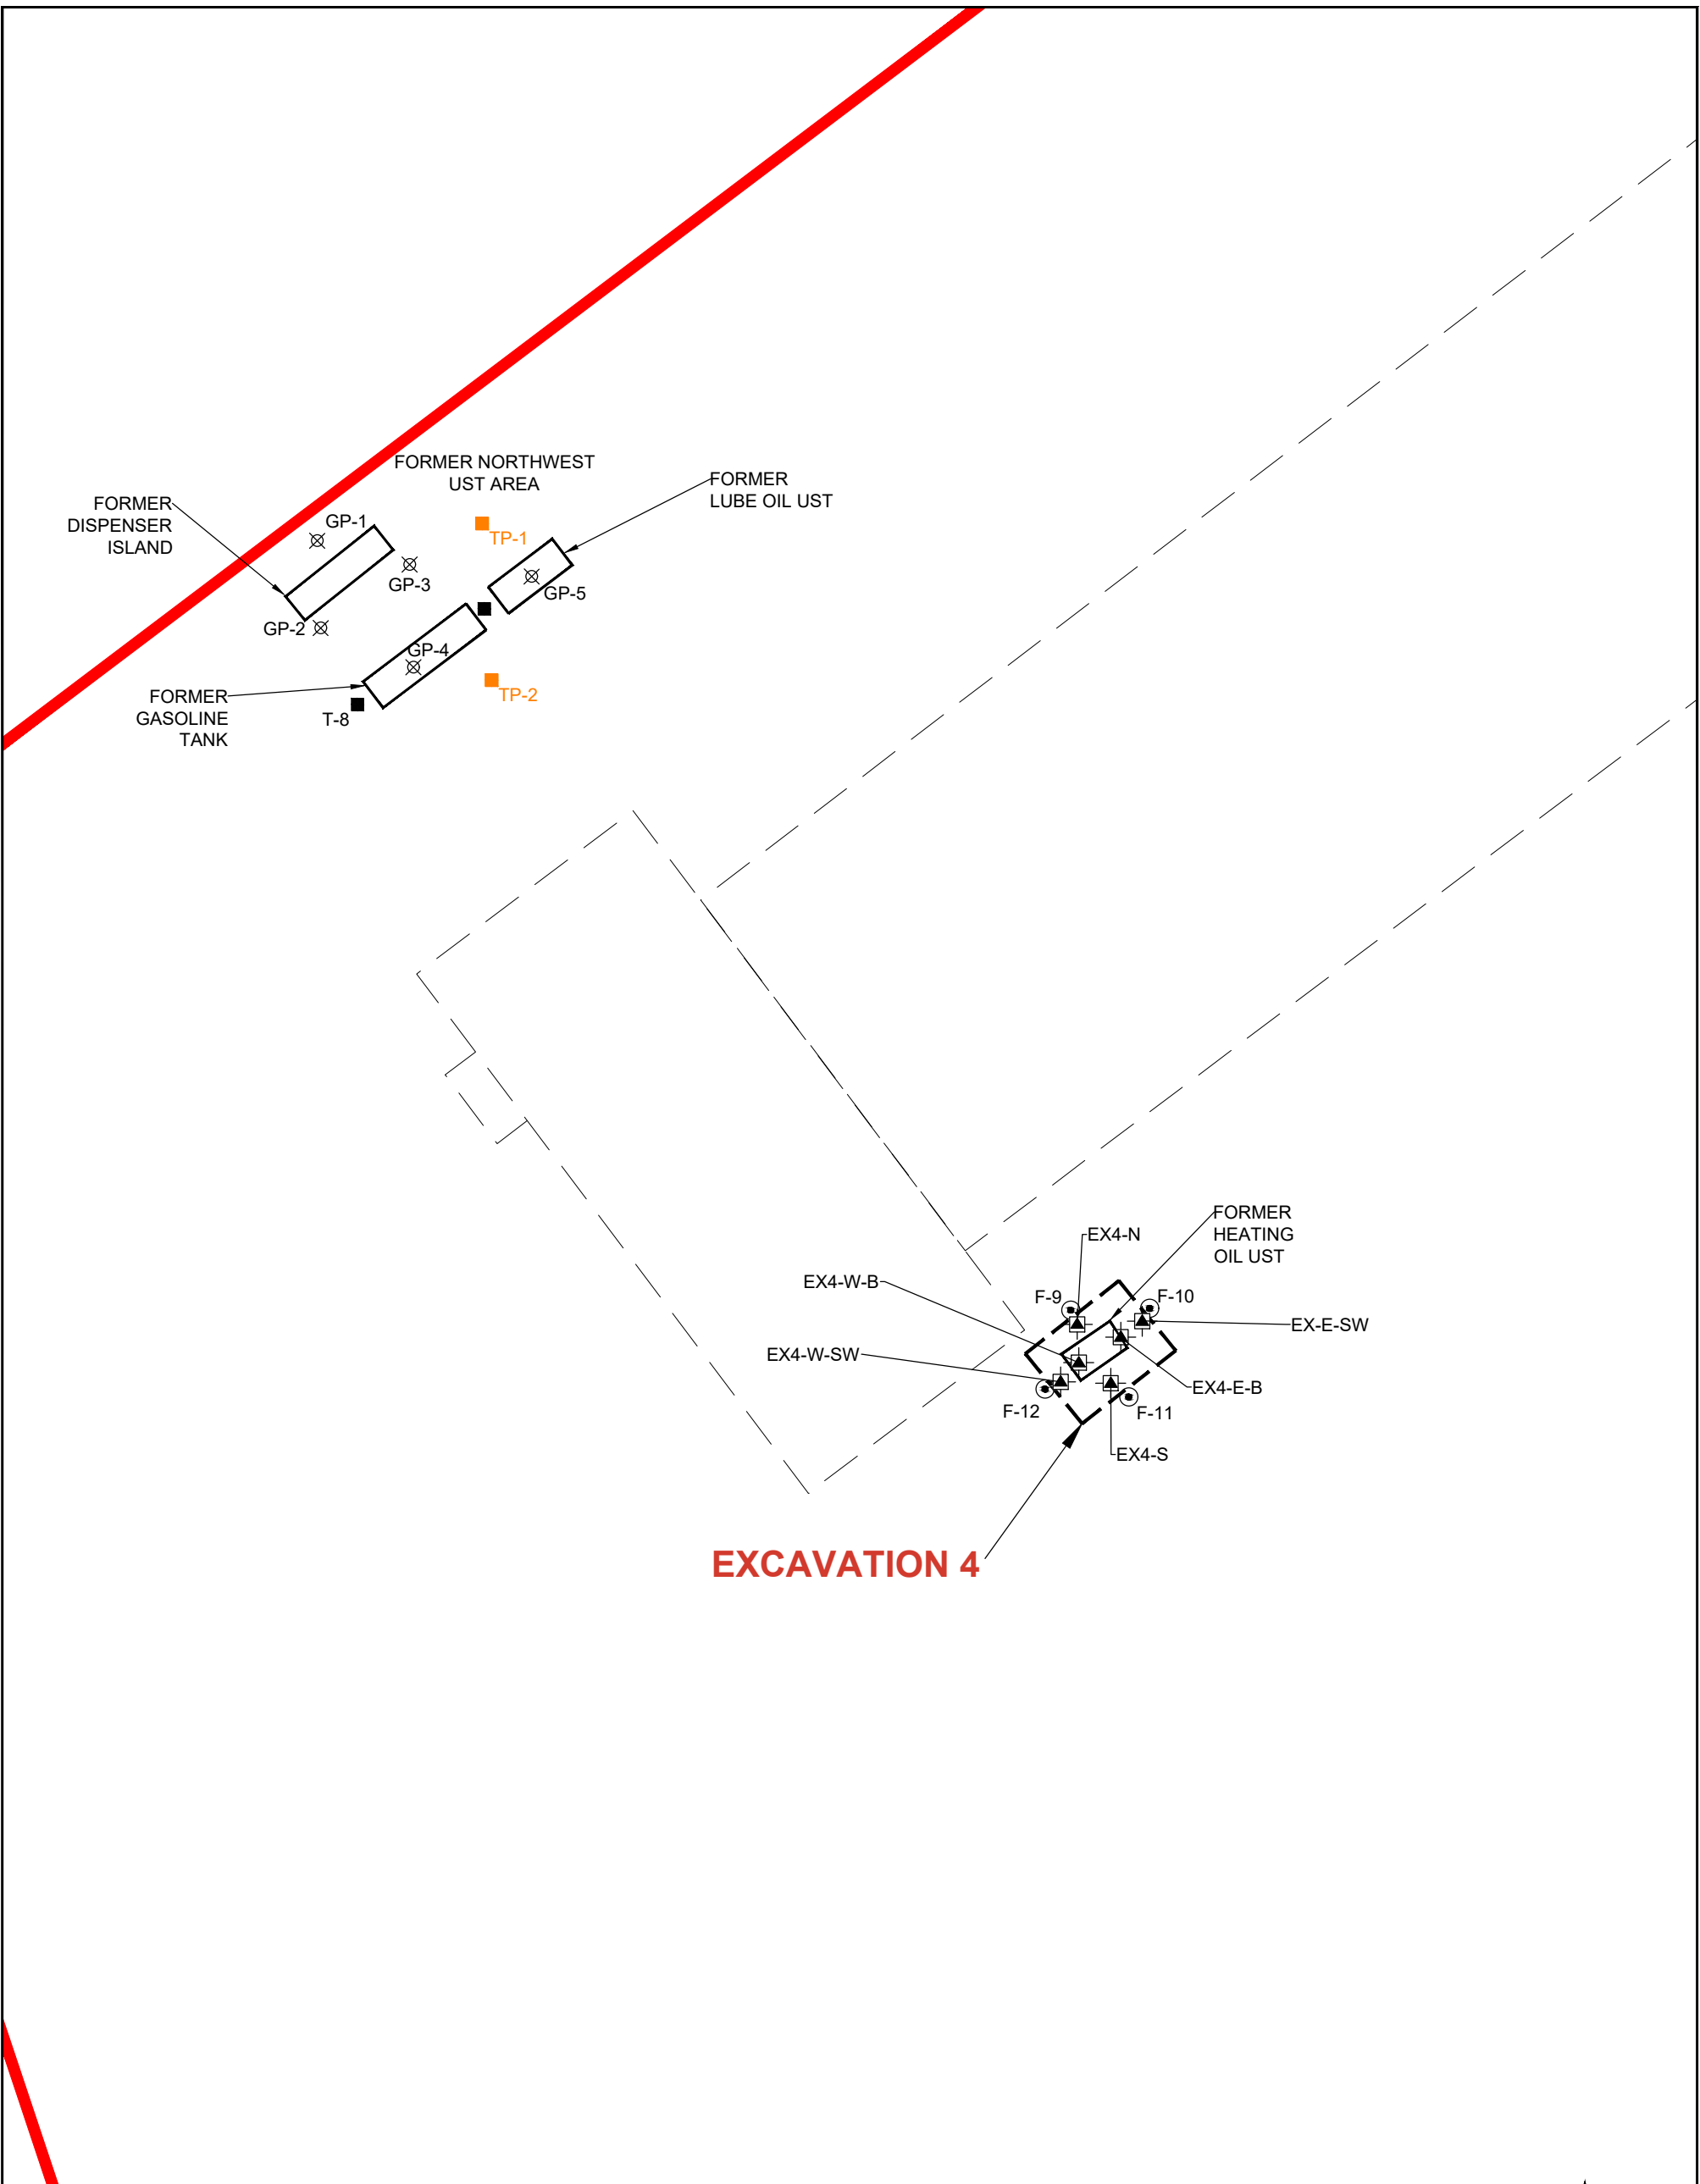 FORMER NORTHWEST
UST AREA
FORMER
LUBE OIL UST
FORMER
DISPENSER
ISLAND
GP-1
TP-1
GP-3
GP-5
GP-2
GP-4
FORMER
GASOLINE
TANK
TP-2
T-8
FORMER
HEATING
OIL UST
EX4-N
EX4-W-B
F-9
F-10
EX-E-SW
EX4-W-SW
EX4-E-B
F-12
F-11
EX4-S
EXCAVATION 4